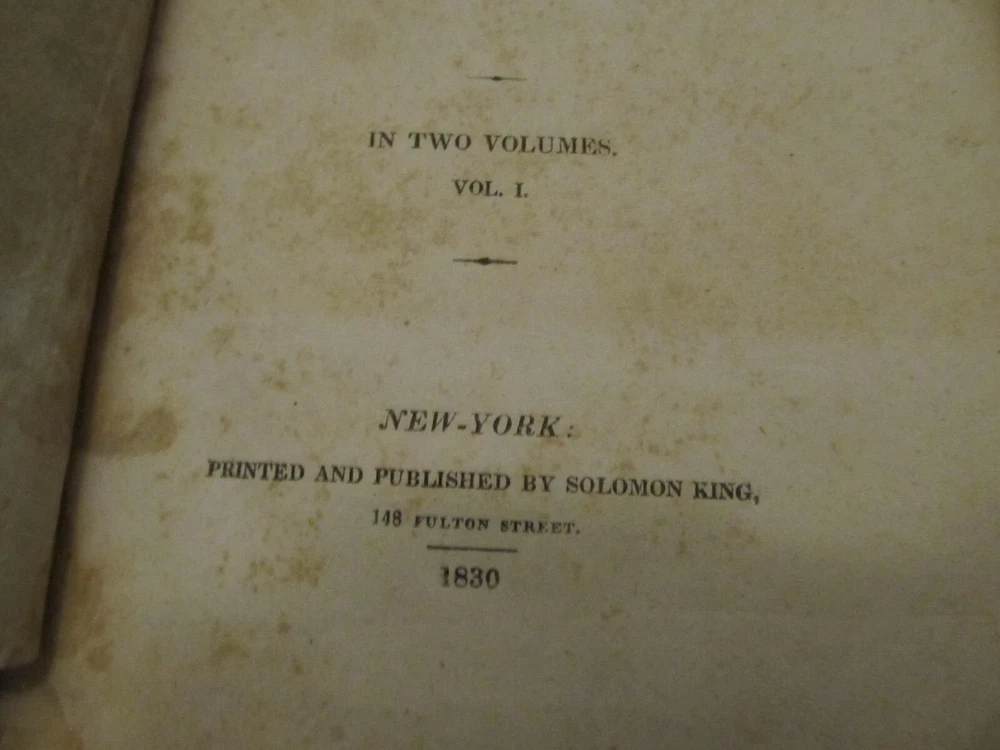 IN TWO VOLUMES.
VOL. I.
NEW-YORK:
PRINTED AND PUBLISHED BY SOLOMON KING,
148 FULTON STREET.
1830